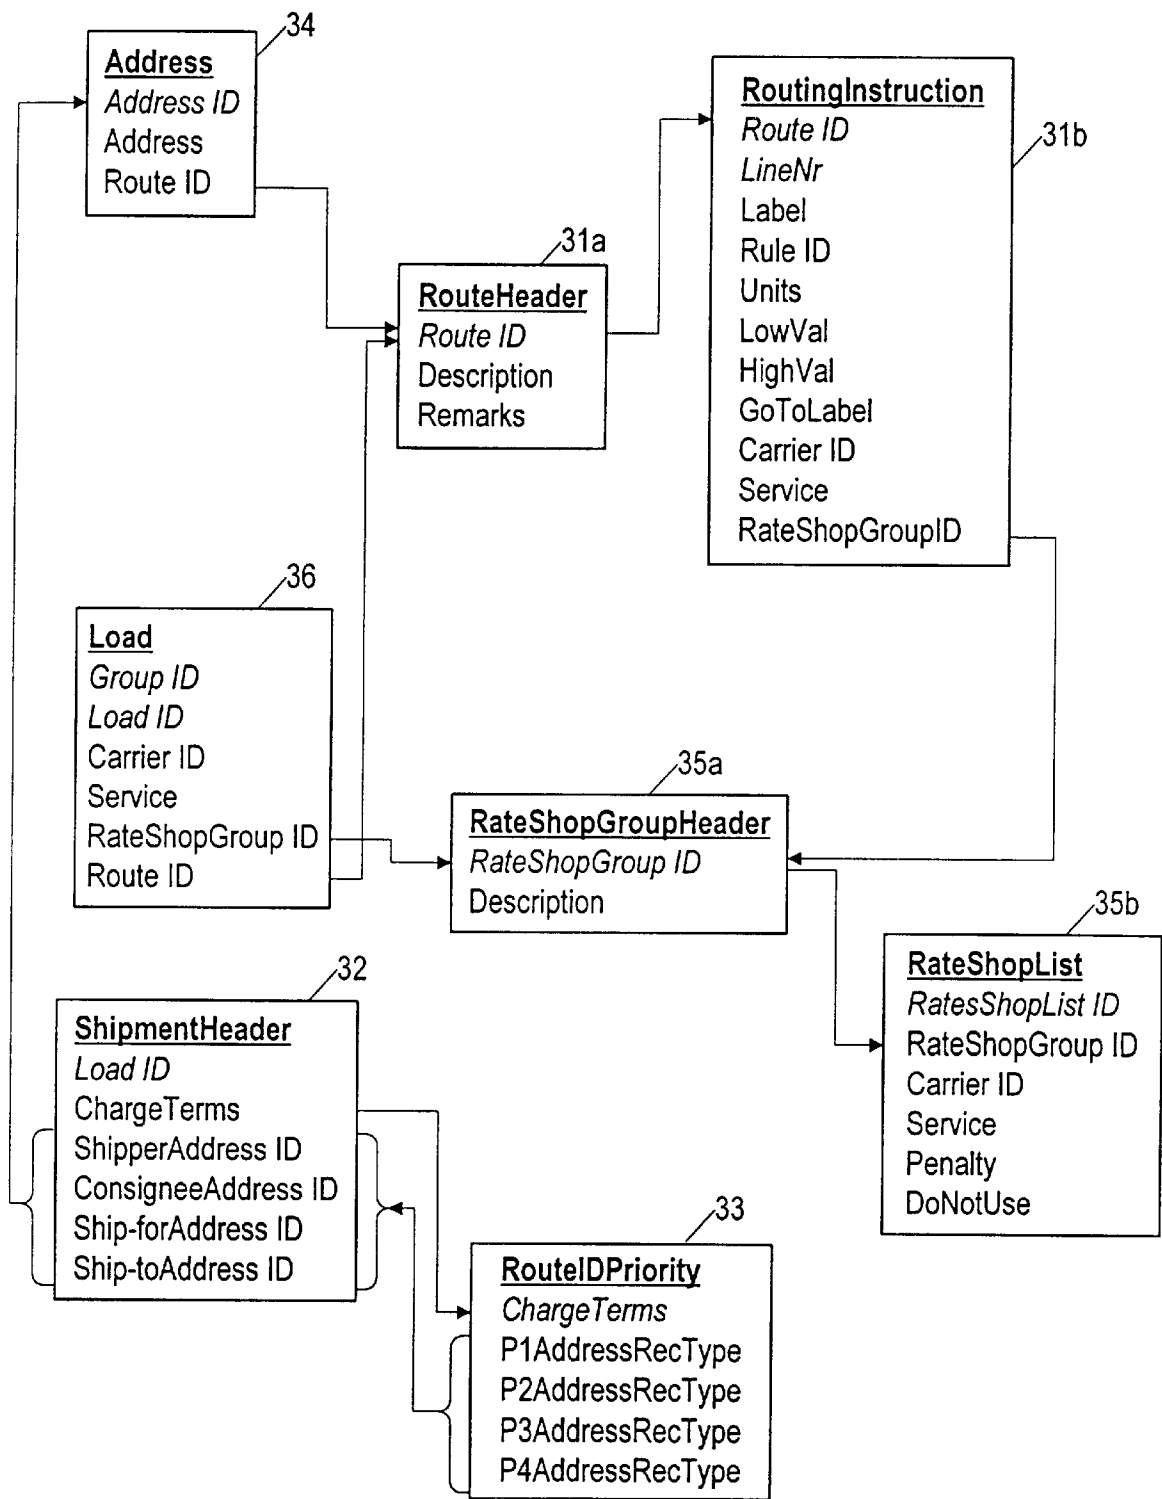 34
Address
Address ID
Address
Route ID
RoutingInstruction
Route ID
LineNr
Label
Rule ID
Units
LowVal
HighVal
GoToLabel
Carrier ID
Service
RateShopGroupID
31b
31a
RouteHeader
Route ID
Description
Remarks
36
Load
Group ID
Load ID
Carrier ID
Service
RateShopGroup ID
Route ID
35a
RateShopGroupHeader
RateShopGroup ID
Description
35b
RateShopList
RatesShopList ID
RateShopGroup ID
Carrier ID
Service
Penalty
DoNotUse
32
ShipmentHeader
Load ID
ChargeTerms
ShipperAddress ID
ConsigneeAddress ID
Ship-forAddress ID
Ship-toAddress ID
33
RouteIDPriority
ChargeTerms
P1AddressRecType
P2AddressRecType
P3AddressRecType
P4AddressRecType